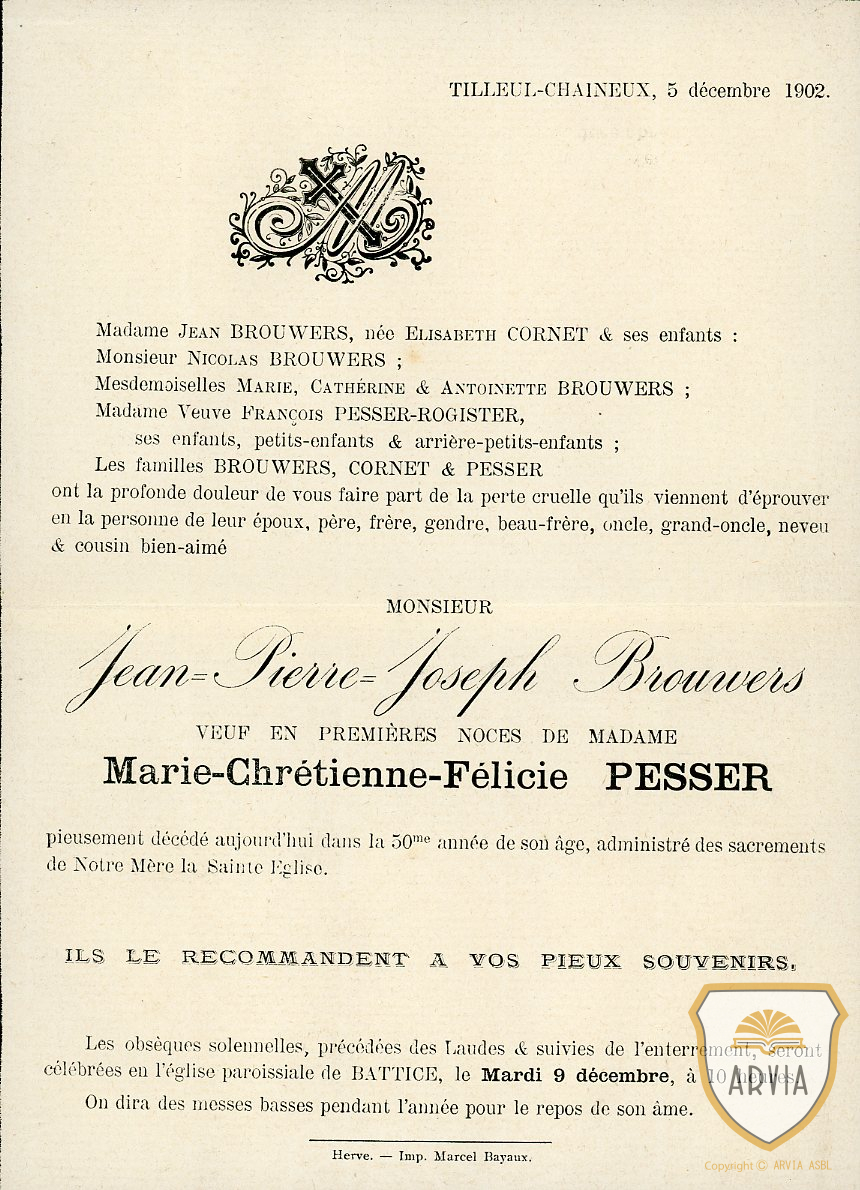 TILLEUL-CHAINEUX, 5 décembre 1902.
Madame JEAN BROUWERS, née ELISABETH CORNET & ses enfants :
Monsieur NICOLAS BROUWERS ;
Mesdemoiselles MARIE, CATHÉRINE & ANTOINETTE BROUWERS ;
Madame Veuve FRANÇOIS PESSER-ROGISTER,
ses enfants, petits-enfants & arrière-petits-enfants ;
Les familles BROUWERS, CORNET & PESSER
ont la profonde douleur de vous faire part de la perte cruelle qu'ils viennent d'éprouver
en la personne de leur époux, père, frère, gendre, beau-frère, oncle, grand-oncle, neveu
& cousin bien-aimé
MONSIEUR
Jean=Pierre=Joseph Brouwers
VEUF EN PREMIÈRES NOCES DE MADAME
Marie-Chrétienne-Félicie PESSER
pieusement décédé aujourd'hui dans la 50me année de son âge, administré des sacrements
de Notre Mère la Sainte Eglise.
ILS LE RECOMMANDENT A VOS PIEUX SOUVENIRS.
Les obsèques solennelles, précédées des Laudes & suivies de l'enterrement, seront
célébrées en l'église paroissiale de BATTICE, le Mardi 9 décembre, à 10 heures.
On dira des messes basses pendant l'année pour le repos de son âme.
Herve. — Imp. Marcel Bayaux.
ARVIA
Copyright © ARVIA ASBL